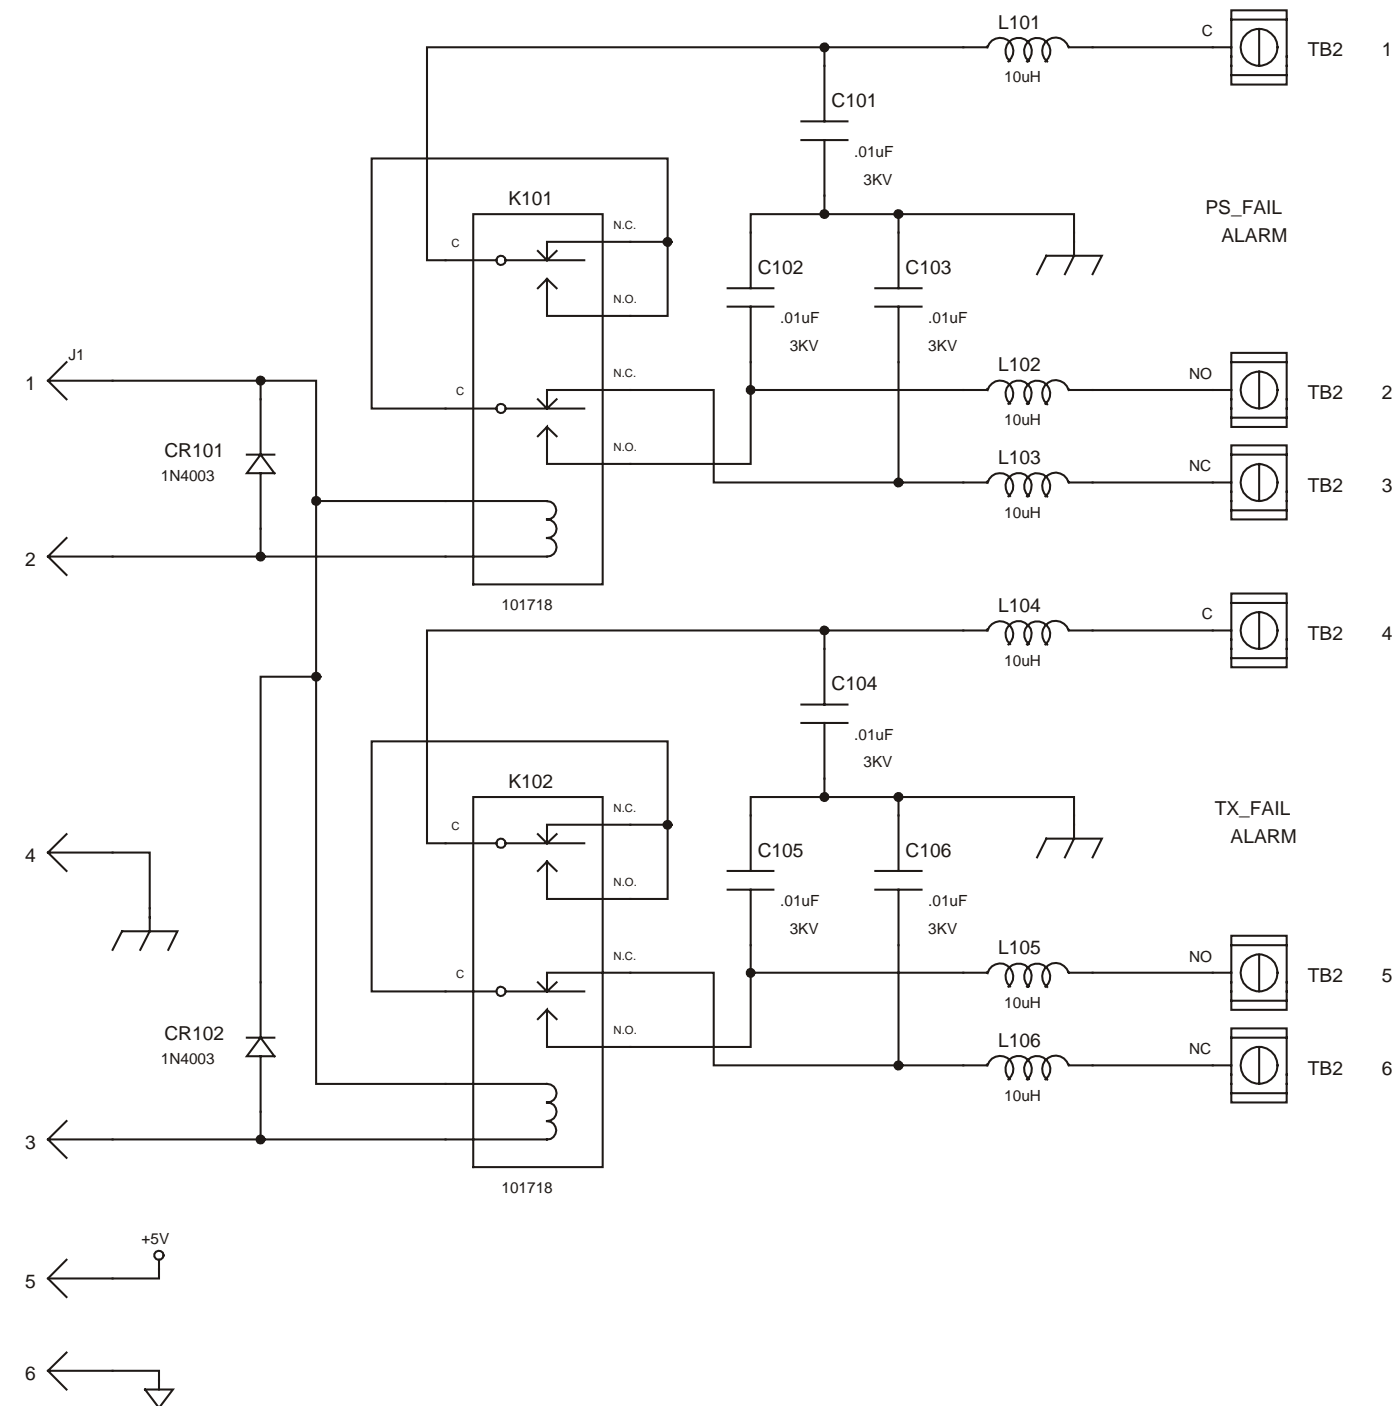 L101
C
10uH
TB2 1
C101
.01uF
3KV
K101
N.C.
C
N.O.
PS_FAIL
ALARM
C102
.01uF
3KV
C103
.01uF
3KV
J1
1
N.C.
C
N.O.
L102
10uH
NO
TB2 2
CR101
1N4003
L103
10uH
NC
TB2 3
2
101718
L104
10uH
C
TB2 4
C104
.01uF
3KV
K102
N.C.
C
N.O.
TX_FAIL
ALARM
4
C105
.01uF
3KV
C106
.01uF
3KV
N.C.
C
N.O.
L105
10uH
NO
TB2 5
CR102
1N4003
L106
10uH
NC
TB2 6
3
101718
+5V
5
6